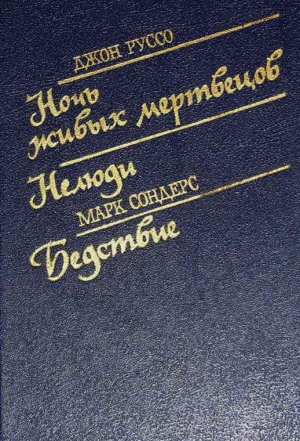 ДЖОН РУССО
Ночь
живых мертвецов
Нелюди
МАРК СОНДЕРС
Бедствие